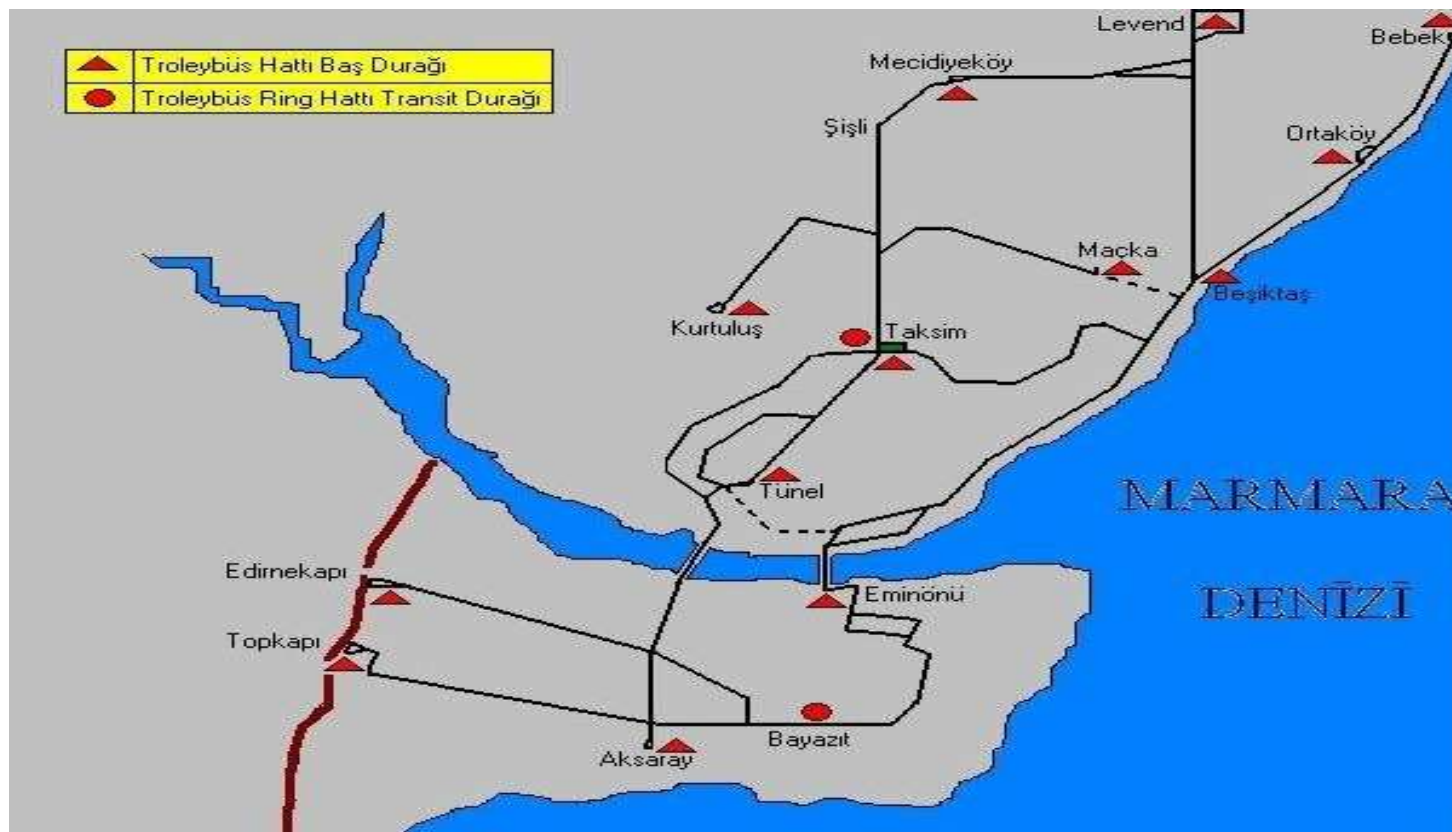 Levend
Bebek
Troleybüs Hattı Baş Durağı
Mecidiyeköy
Troleybüs Ring Hattı Transit Durağı
Şişli
Ortaköy
Maçka
Beşiktaş
Kurtuluş
Taksim
Tünel
MARMARA
Edirnekapı
Eminönü
DENİZİ
Topkapı
Bayazıt
Aksaray